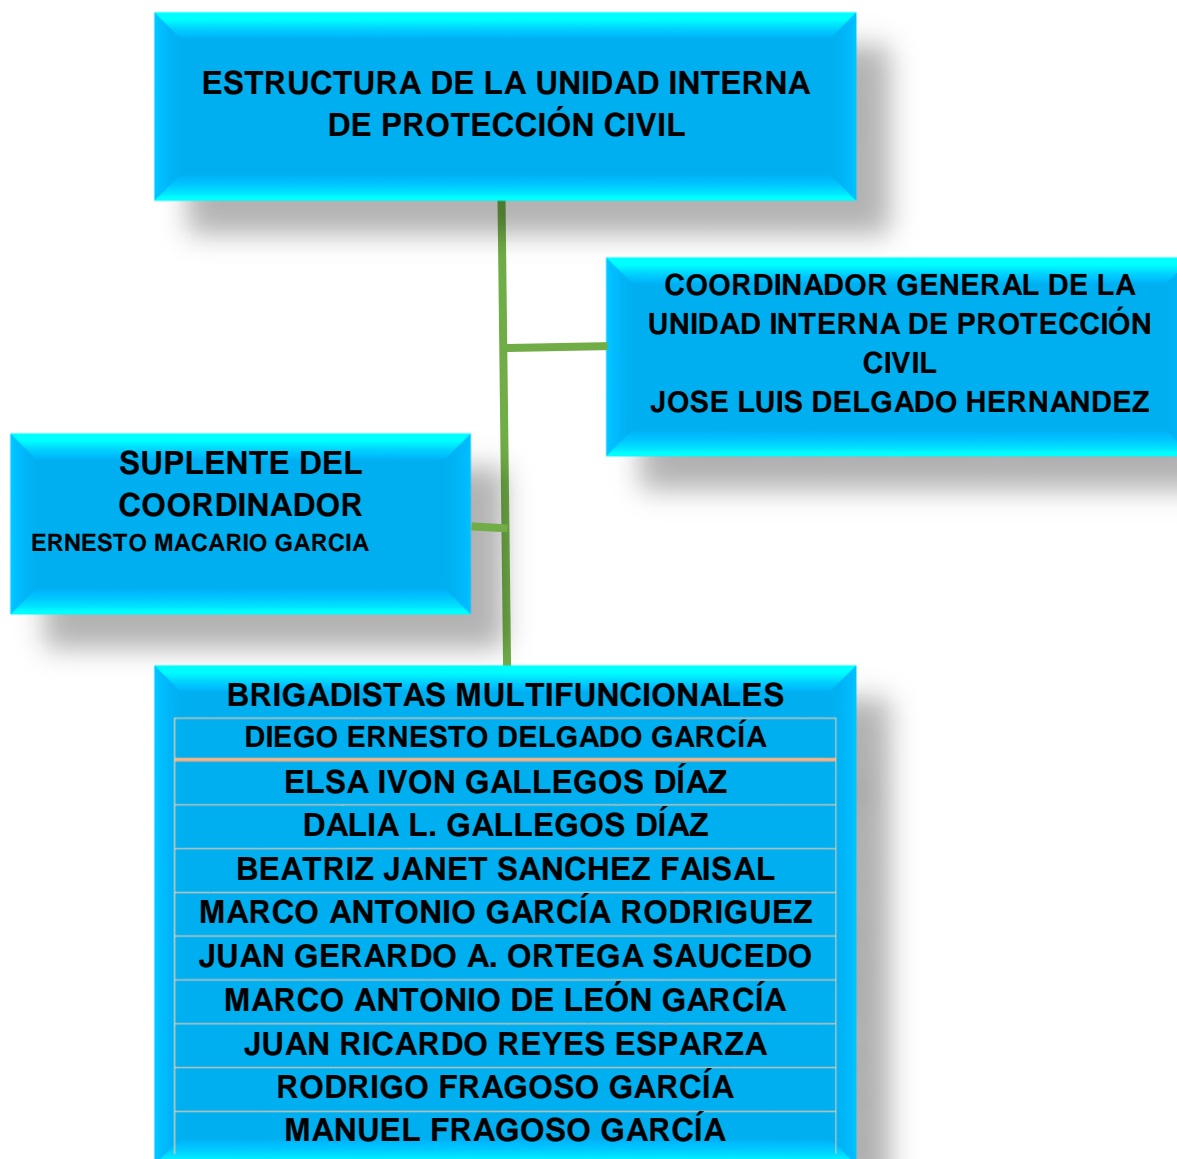 ESTRUCTURA DE LA UNIDAD INTERNA
DE PROTECCIÓN CIVIL
COORDINADOR GENERAL DE LA
UNIDAD INTERNA DE PROTECCIÓN
CIVIL
JOSE LUIS DELGADO HERNANDEZ
SUPLENTE DEL
COORDINADOR
ERNESTO MACARIO GARCIA
BRIGADISTAS MULTIFUNCIONALES
DIEGO ERNESTO DELGADO GARCÍA
ELSA IVON GALLEGOS DÍAZ
DALIA L. GALLEGOS DÍAZ
BEATRIZ JANET SANCHEZ FAISAL
MARCO ANTONIO GARCÍA RODRIGUEZ
JUAN GERARDO A. ORTEGA SAUCEDO
MARCO ANTONIO DE LEÓN GARCÍA
JUAN RICARDO REYES ESPARZA
RODRIGO FRAGOSO GARCÍA
MANUEL FRAGOSO GARCÍA